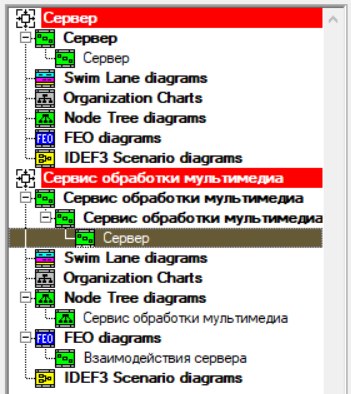 Сервер
Сервер
Сервер
Swim Lane diagrams
Organization Charts
Node Tree diagrams
FEO FEO diagrams
IDEF3 Scenario diagrams
Сервис обработки мультимедиа
Сервис обработки мультимедиа
Сервис обработки мультимедиа
Сервер
Swim Lane diagrams
Organization Charts
Node Tree diagrams
Сервис обработки мультимедиа
FEO FEO diagrams
Взаимодействия сервера
IDEF3 Scenario diagrams